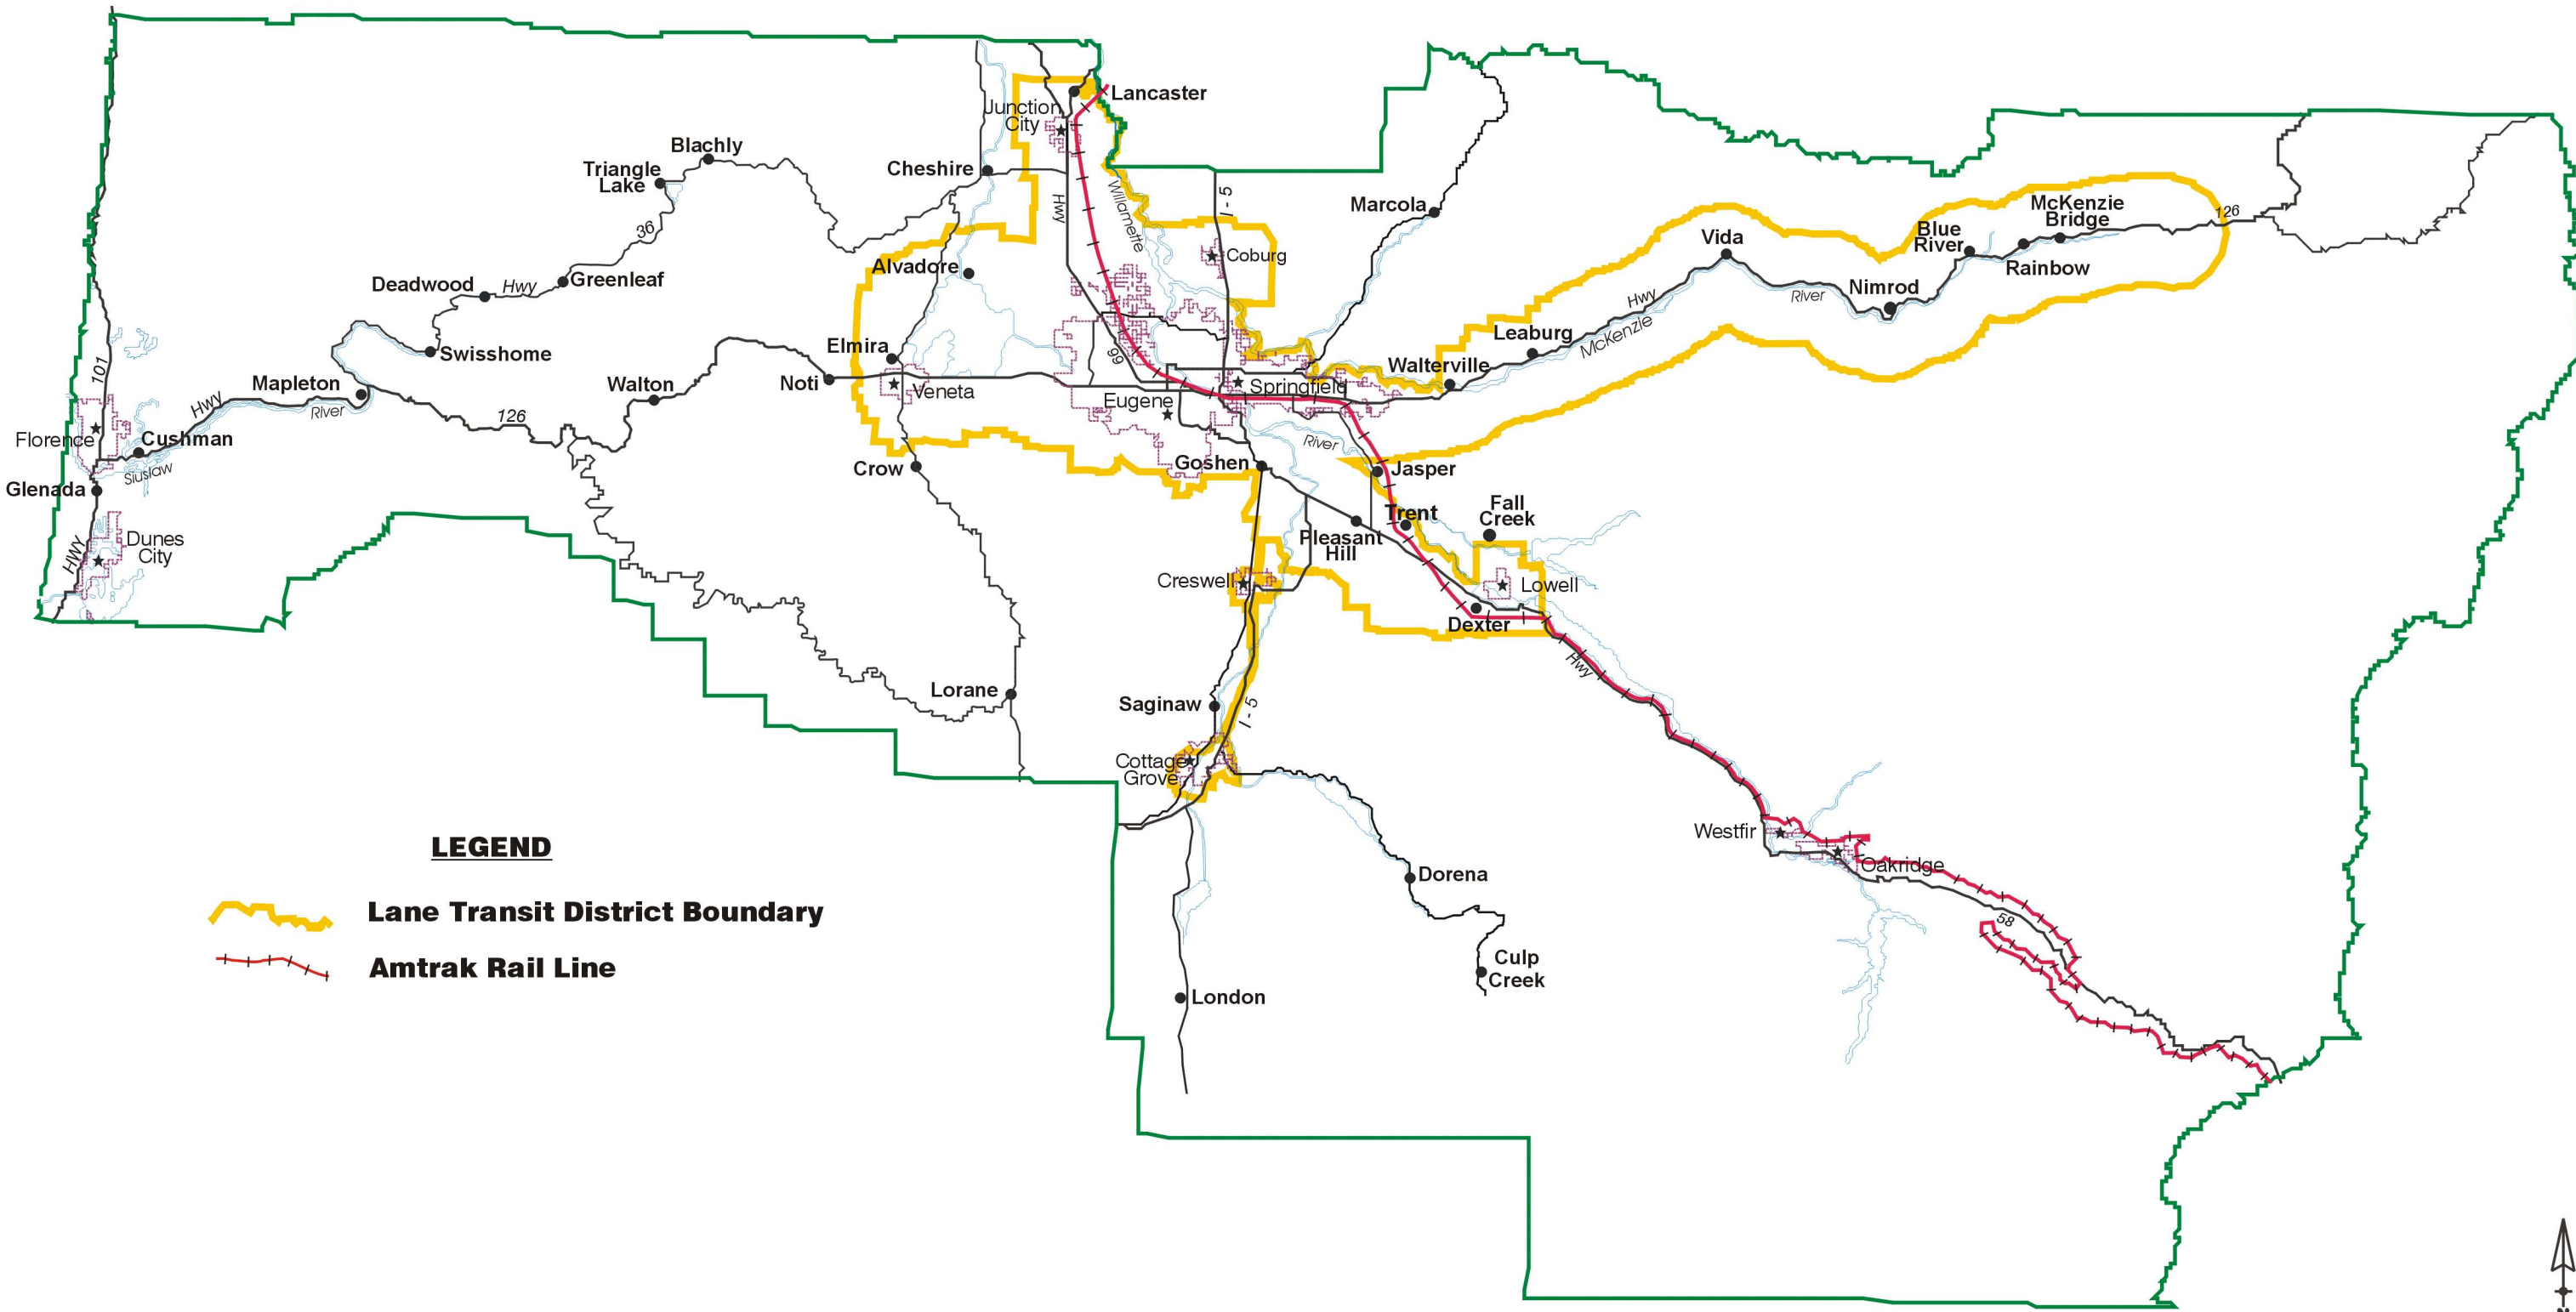 Lancaster
Junction
City
Blachly
Triangle
Lake
Cheshire
Hwy
Willamette
I - 5
Marcola
McKenzie
Bridge
126
Blue
River
Vida
36
Coburg
Rainbow
Alvadore
Deadwood
Hwy
Greenleaf
Nimrod
River
Hwy
McKenzie
Leaburg
Elmira
Swisshome
99
101
Walterville
Mapleton
Walton
Noti
Veneta
Springfield
Eugene
Hwy
River
126
Florence
Cushman
River
Siuslaw
Crow
Goshen
Jasper
Glenada
Fall
Creek
Trent
Pleasant
Hill
HWY
Dunes
City
Creswell
Lowell
Dexter
Hwy
Lorane
Saginaw
I - 5
Cottage
Grove
Westfir
Oakridge
LEGEND
Dorena
Lane Transit District Boundary
58
Amtrak Rail Line
Culp
Creek
London